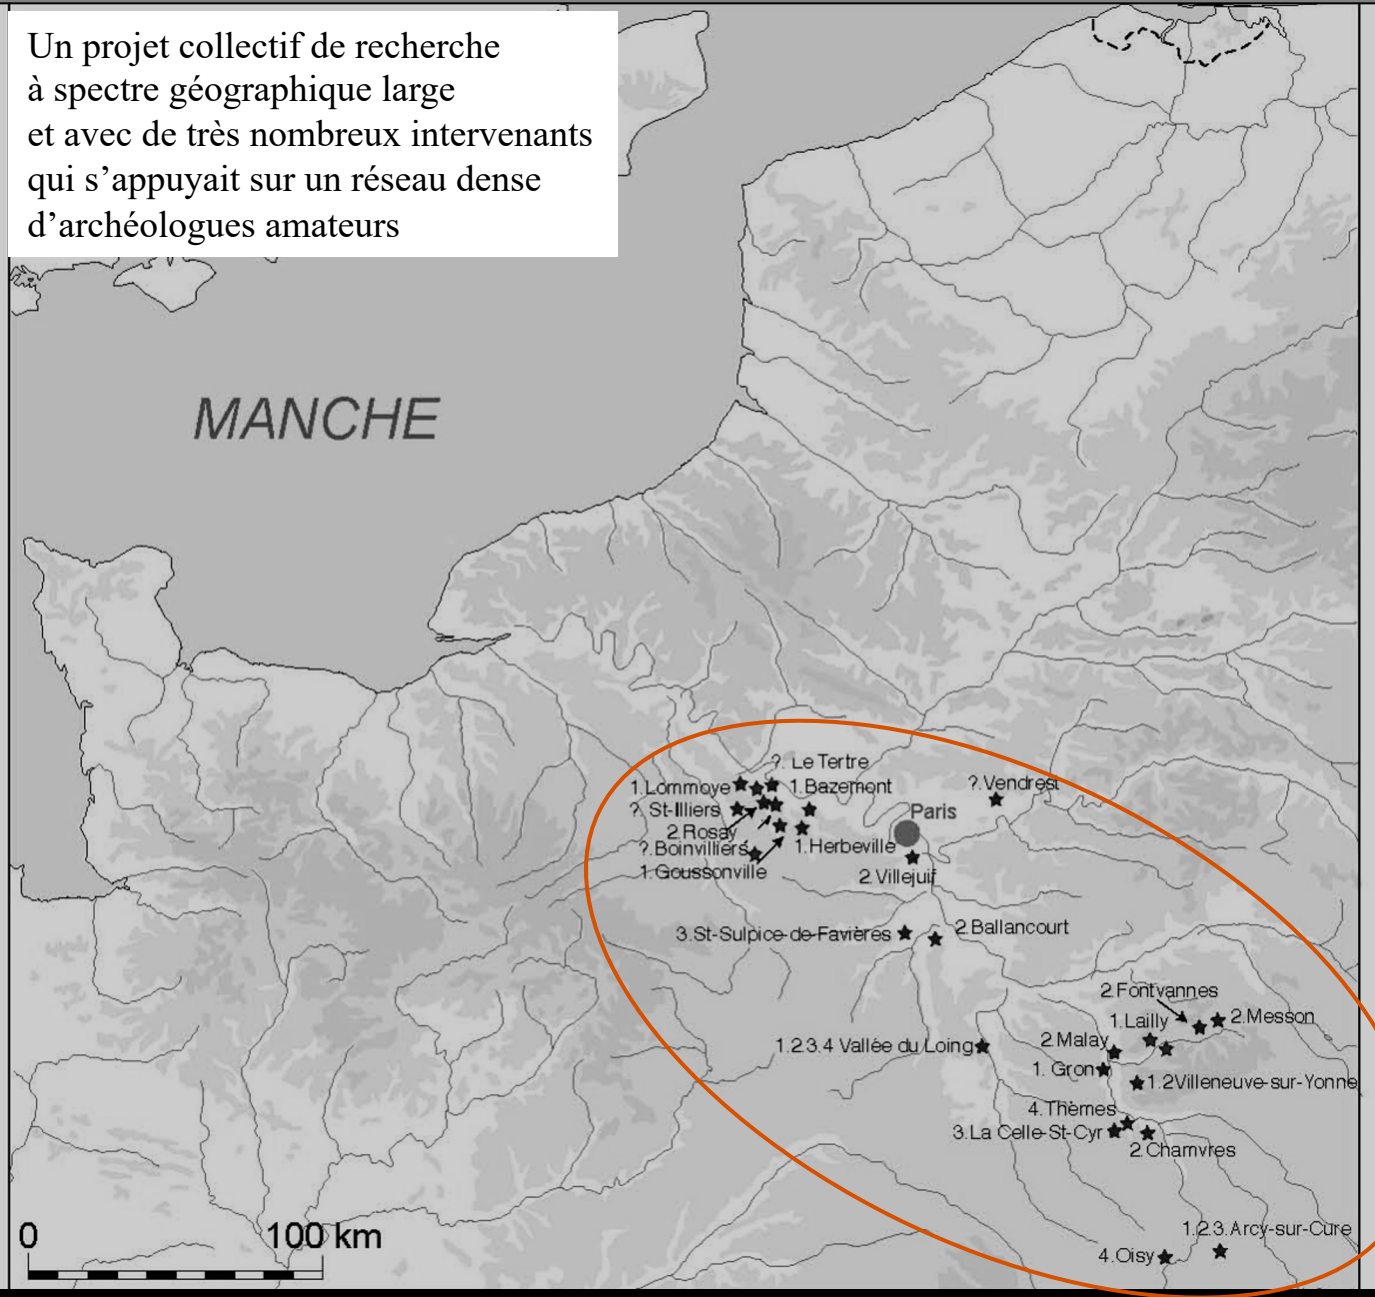 Un projet collectif de recherche
à spectre géographique large
et avec de très nombreux intervenants
qui s’appuyait sur un réseau dense
d’archéologues amateurs
MANCHE
?. Le Tertre
1.Lommoye
1.Bazemont
?.Vendrest
?. St-Illiers
Paris
2.Rosay
?.Boinvilliers
1.Herbeville
1.Goussonville
2.Villejuif
3.St-Sulpice-de-Favières
2.Ballancourt
2.Fontvannes
1.Lailly
2.Messon
2.Malay
1.2.3.4 Vallée du Loing
1. Gron
1.2Villeneuve-sur-Yonne
4.Thèmes
3.La Celle-St-Cyr
2.Chamvres
1.2.3.Arcy-sur-Cure
4.Oisy
0 100 km